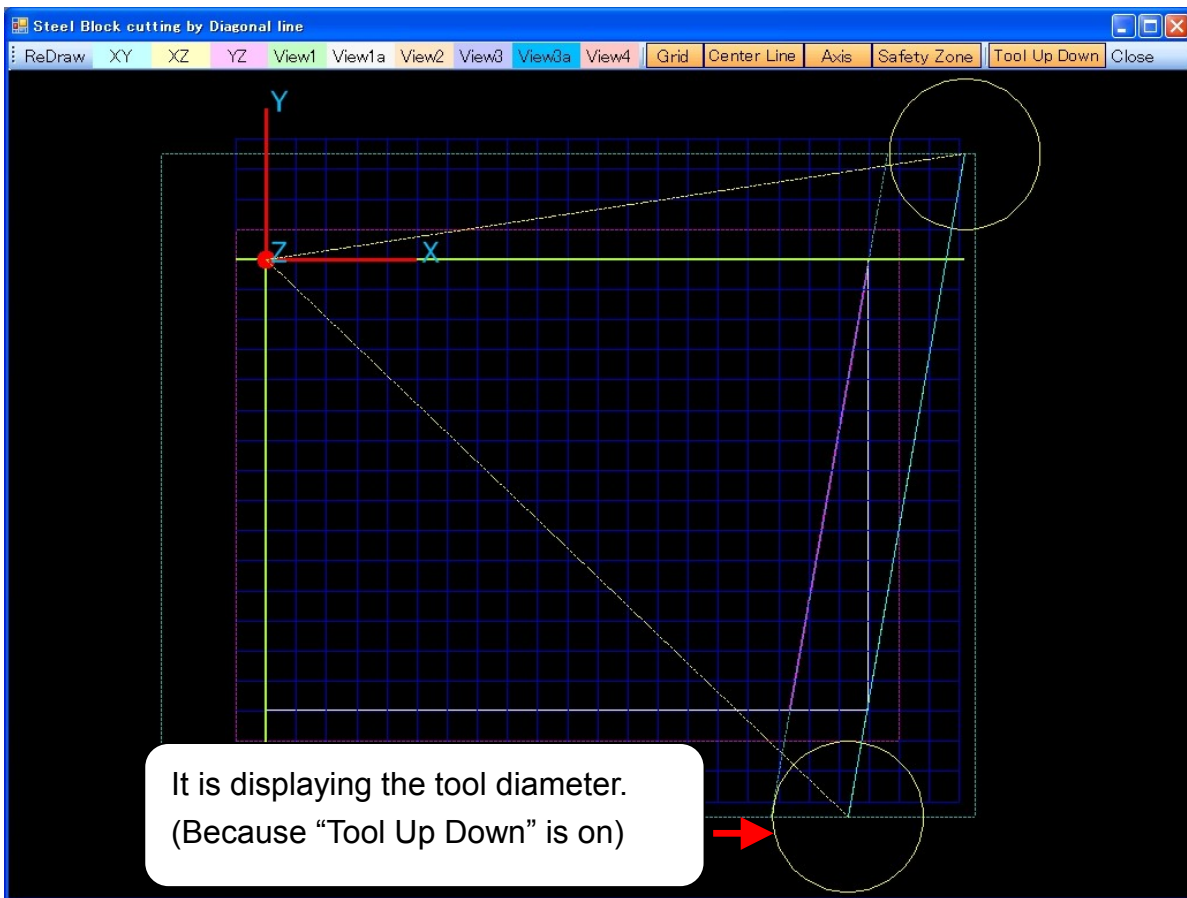 Steel Block cutting by Diagonal line
ReDraw XY XZ YZ View1 View1a View2 View3 View3a View4 Grid Center Line Axis Safety Zone Tool Up Down Close
Y
Z X
It is displaying the tool diameter.
(Because “Tool Up Down” is on)